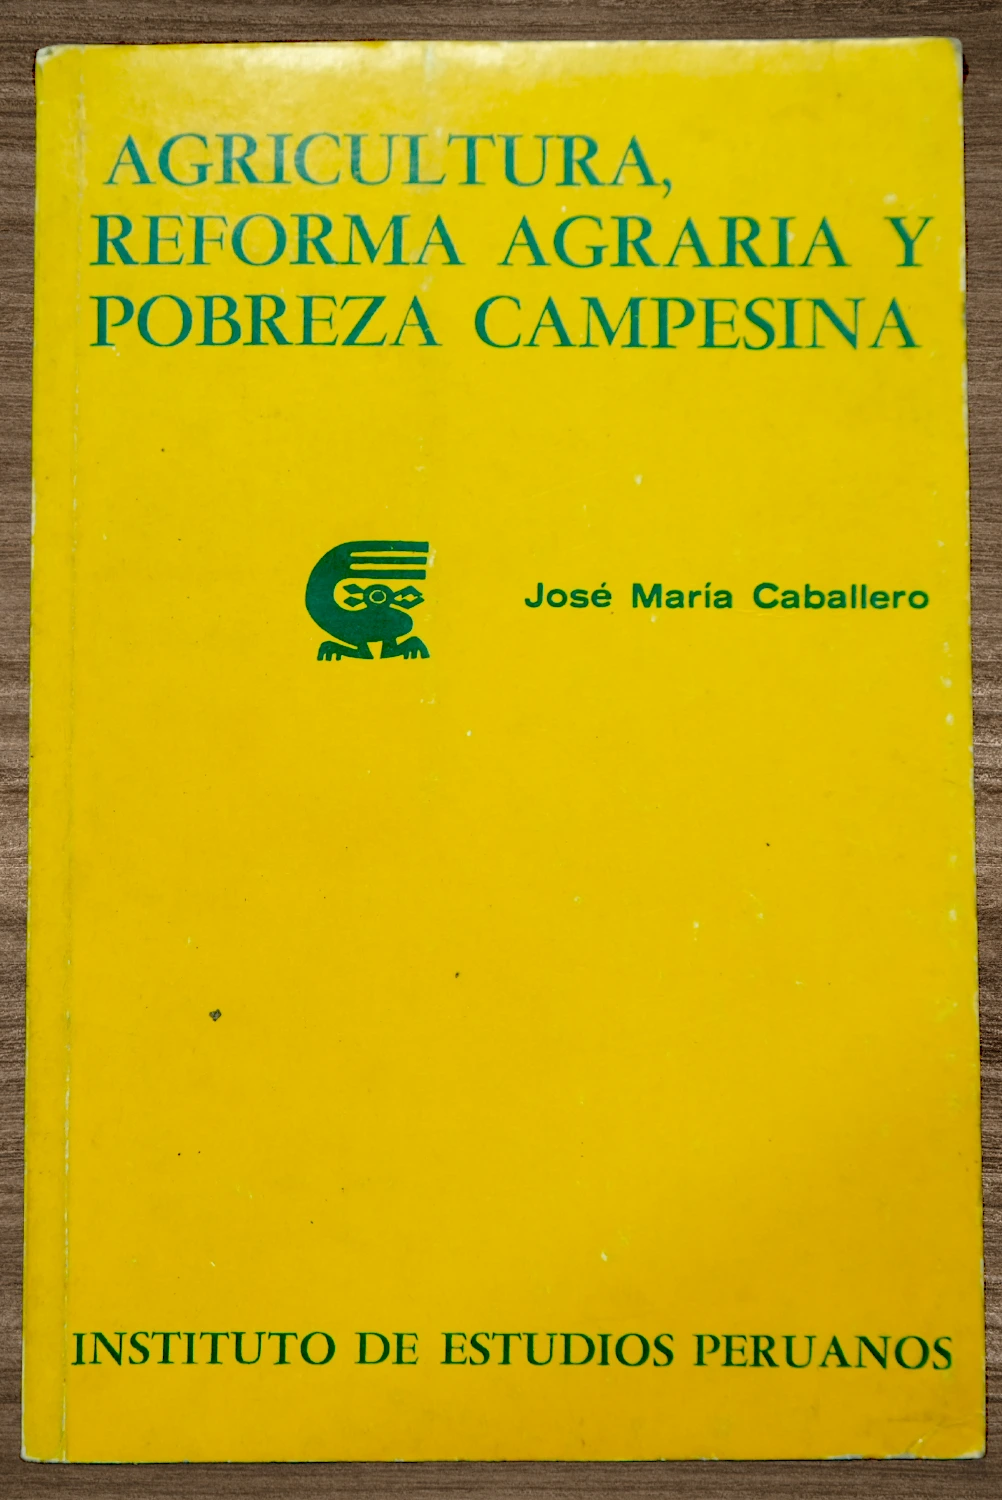 AGRICULTURA,
REFORMA AGRARIA Y
POBREZA CAMPESINA
José María Caballero
INSTITUTO DE ESTUDIOS PERUANOS